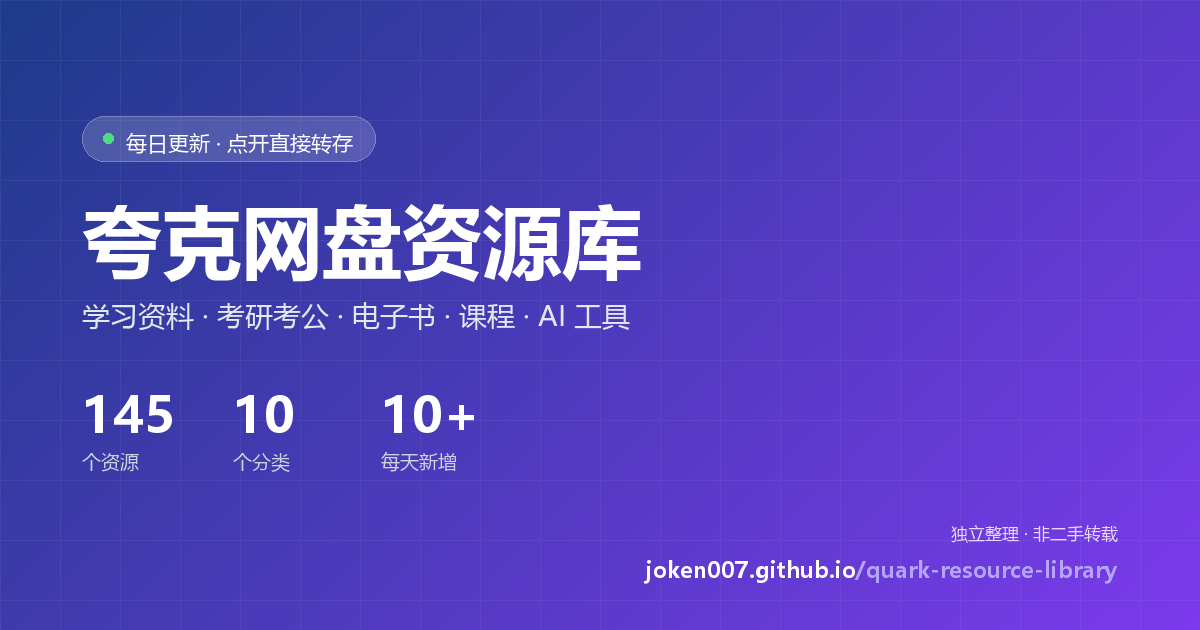 每日更新 · 点开直接转存
夸克网盘资源库
学习资料 · 考研考公 · 电子书 · 课程 · AI 工具
145 10 10+
个资源 个分类 每天新增
独立整理 · 非二手转载
joken007.github.io/quark-resource-library